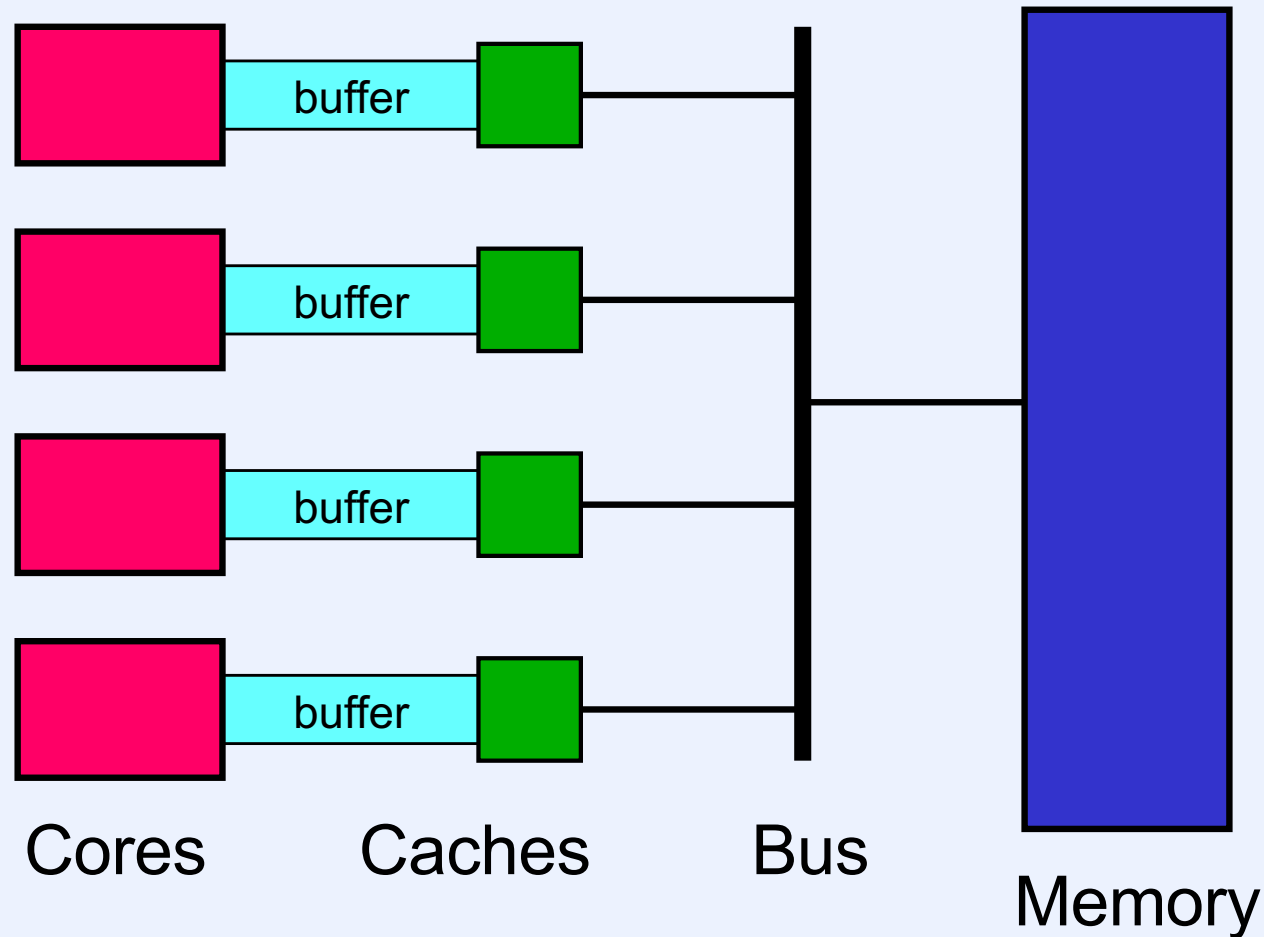 buffer
buffer
buffer
buffer
Cores
Caches
Bus
Memory